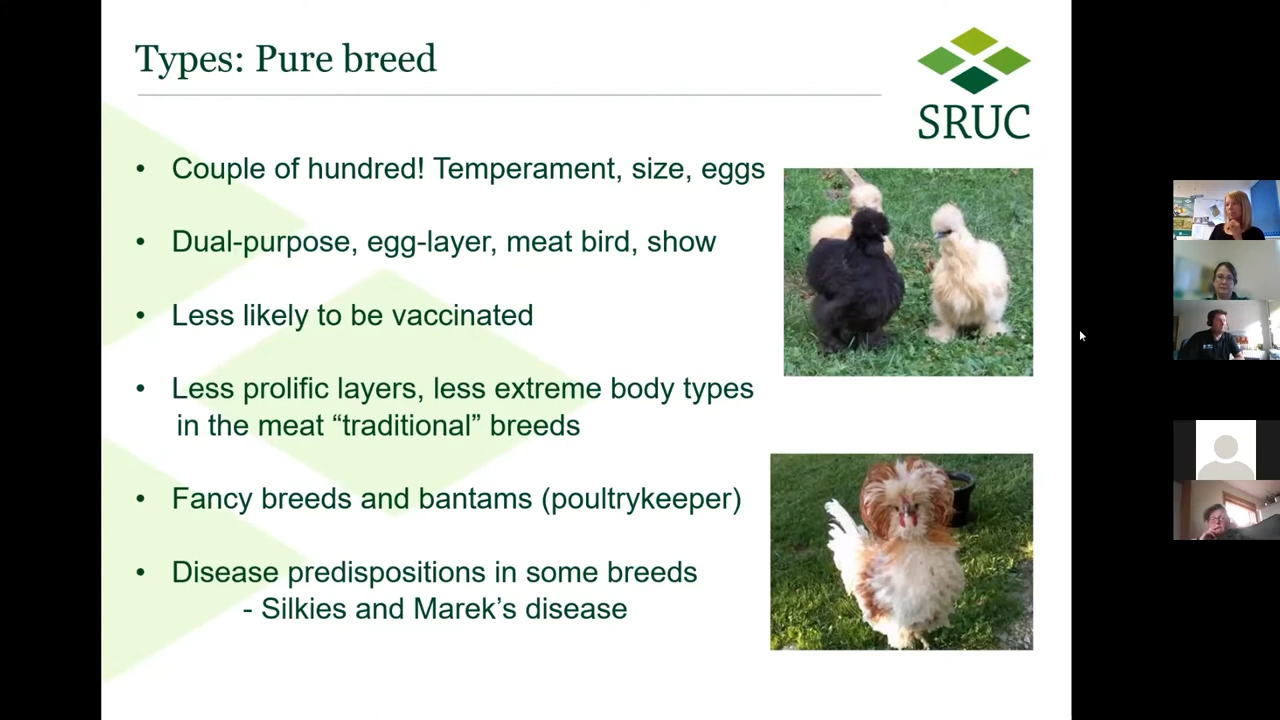 Types: Pure breed
SRUC
• Couple of hundred! Temperament, size, eggs
• Dual-purpose, egg-layer, meat bird, show
• Less likely to be vaccinated
• Less prolific layers, less extreme body types
in the meat “traditional” breeds
• Fancy breeds and bantams (poultrykeeper)
• Disease predispositions in some breeds
- Silkies and Marek’s disease